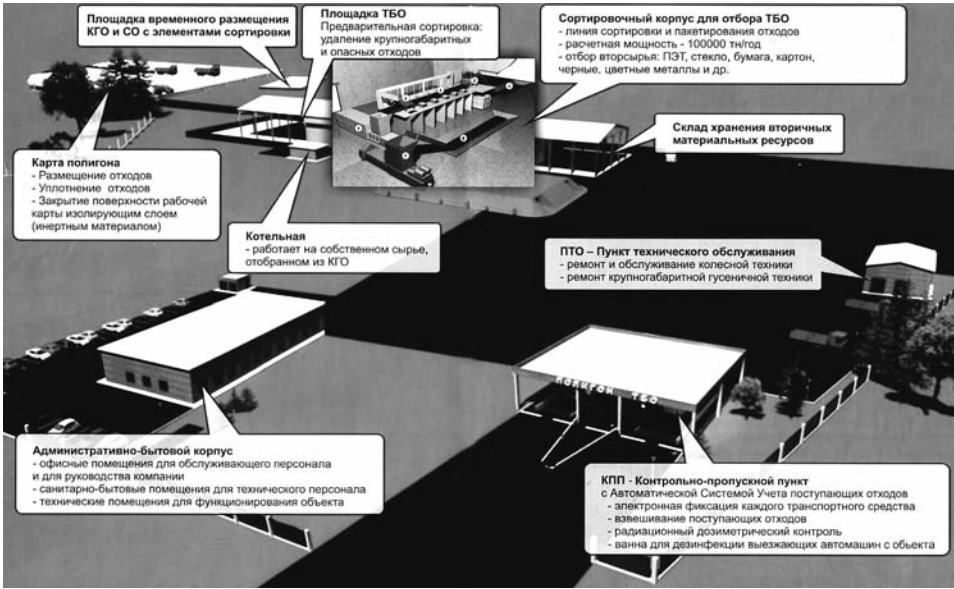 Площадка временного размещения
КГО и СО с элементами сортировки
Площадка ТБО
Предварительная сортировка:
удаление крупногабаритных
и опасных отходов
Сортировочный корпус для отбора ТБО
- линия сортировки и пакетирования отходов
- расчетная мощность - 100000 тн/год
- отбор вторсырья: ПЭТ, стекло, бумага, картон,
черные, цветные металлы и др.
Склад хранения вторичных
материальных ресурсов
Карта полигона
- Размещение отходов
- Уплотнение отходов
- Закрытие поверхности рабочей
карты изолирующим слоем
(инертным материалом)
Котельная
- работает на собственном сырье,
отобранном из КГО
ПТО – Пункт технического обслуживания
- ремонт и обслуживание колесной техники
- ремонт крупногабаритной гусеничной техники
ПОЛИГОН ТБО
Административно-бытовой корпус
- офисные помещения для обслуживающего персонала
и для руководства компании
- санитарно-бытовые помещения для технического персонала
- технические помещения для функционирования объекта
КПП - Контрольно-пропускной пункт
с Автоматической Системой Учета поступающих отходов
- электронная фиксация каждого транспортного средства
- взвешивание поступающих отходов
- радиационный дозиметрический контроль
- ванна для дезинфекции выезжающих автомашин с обьекта